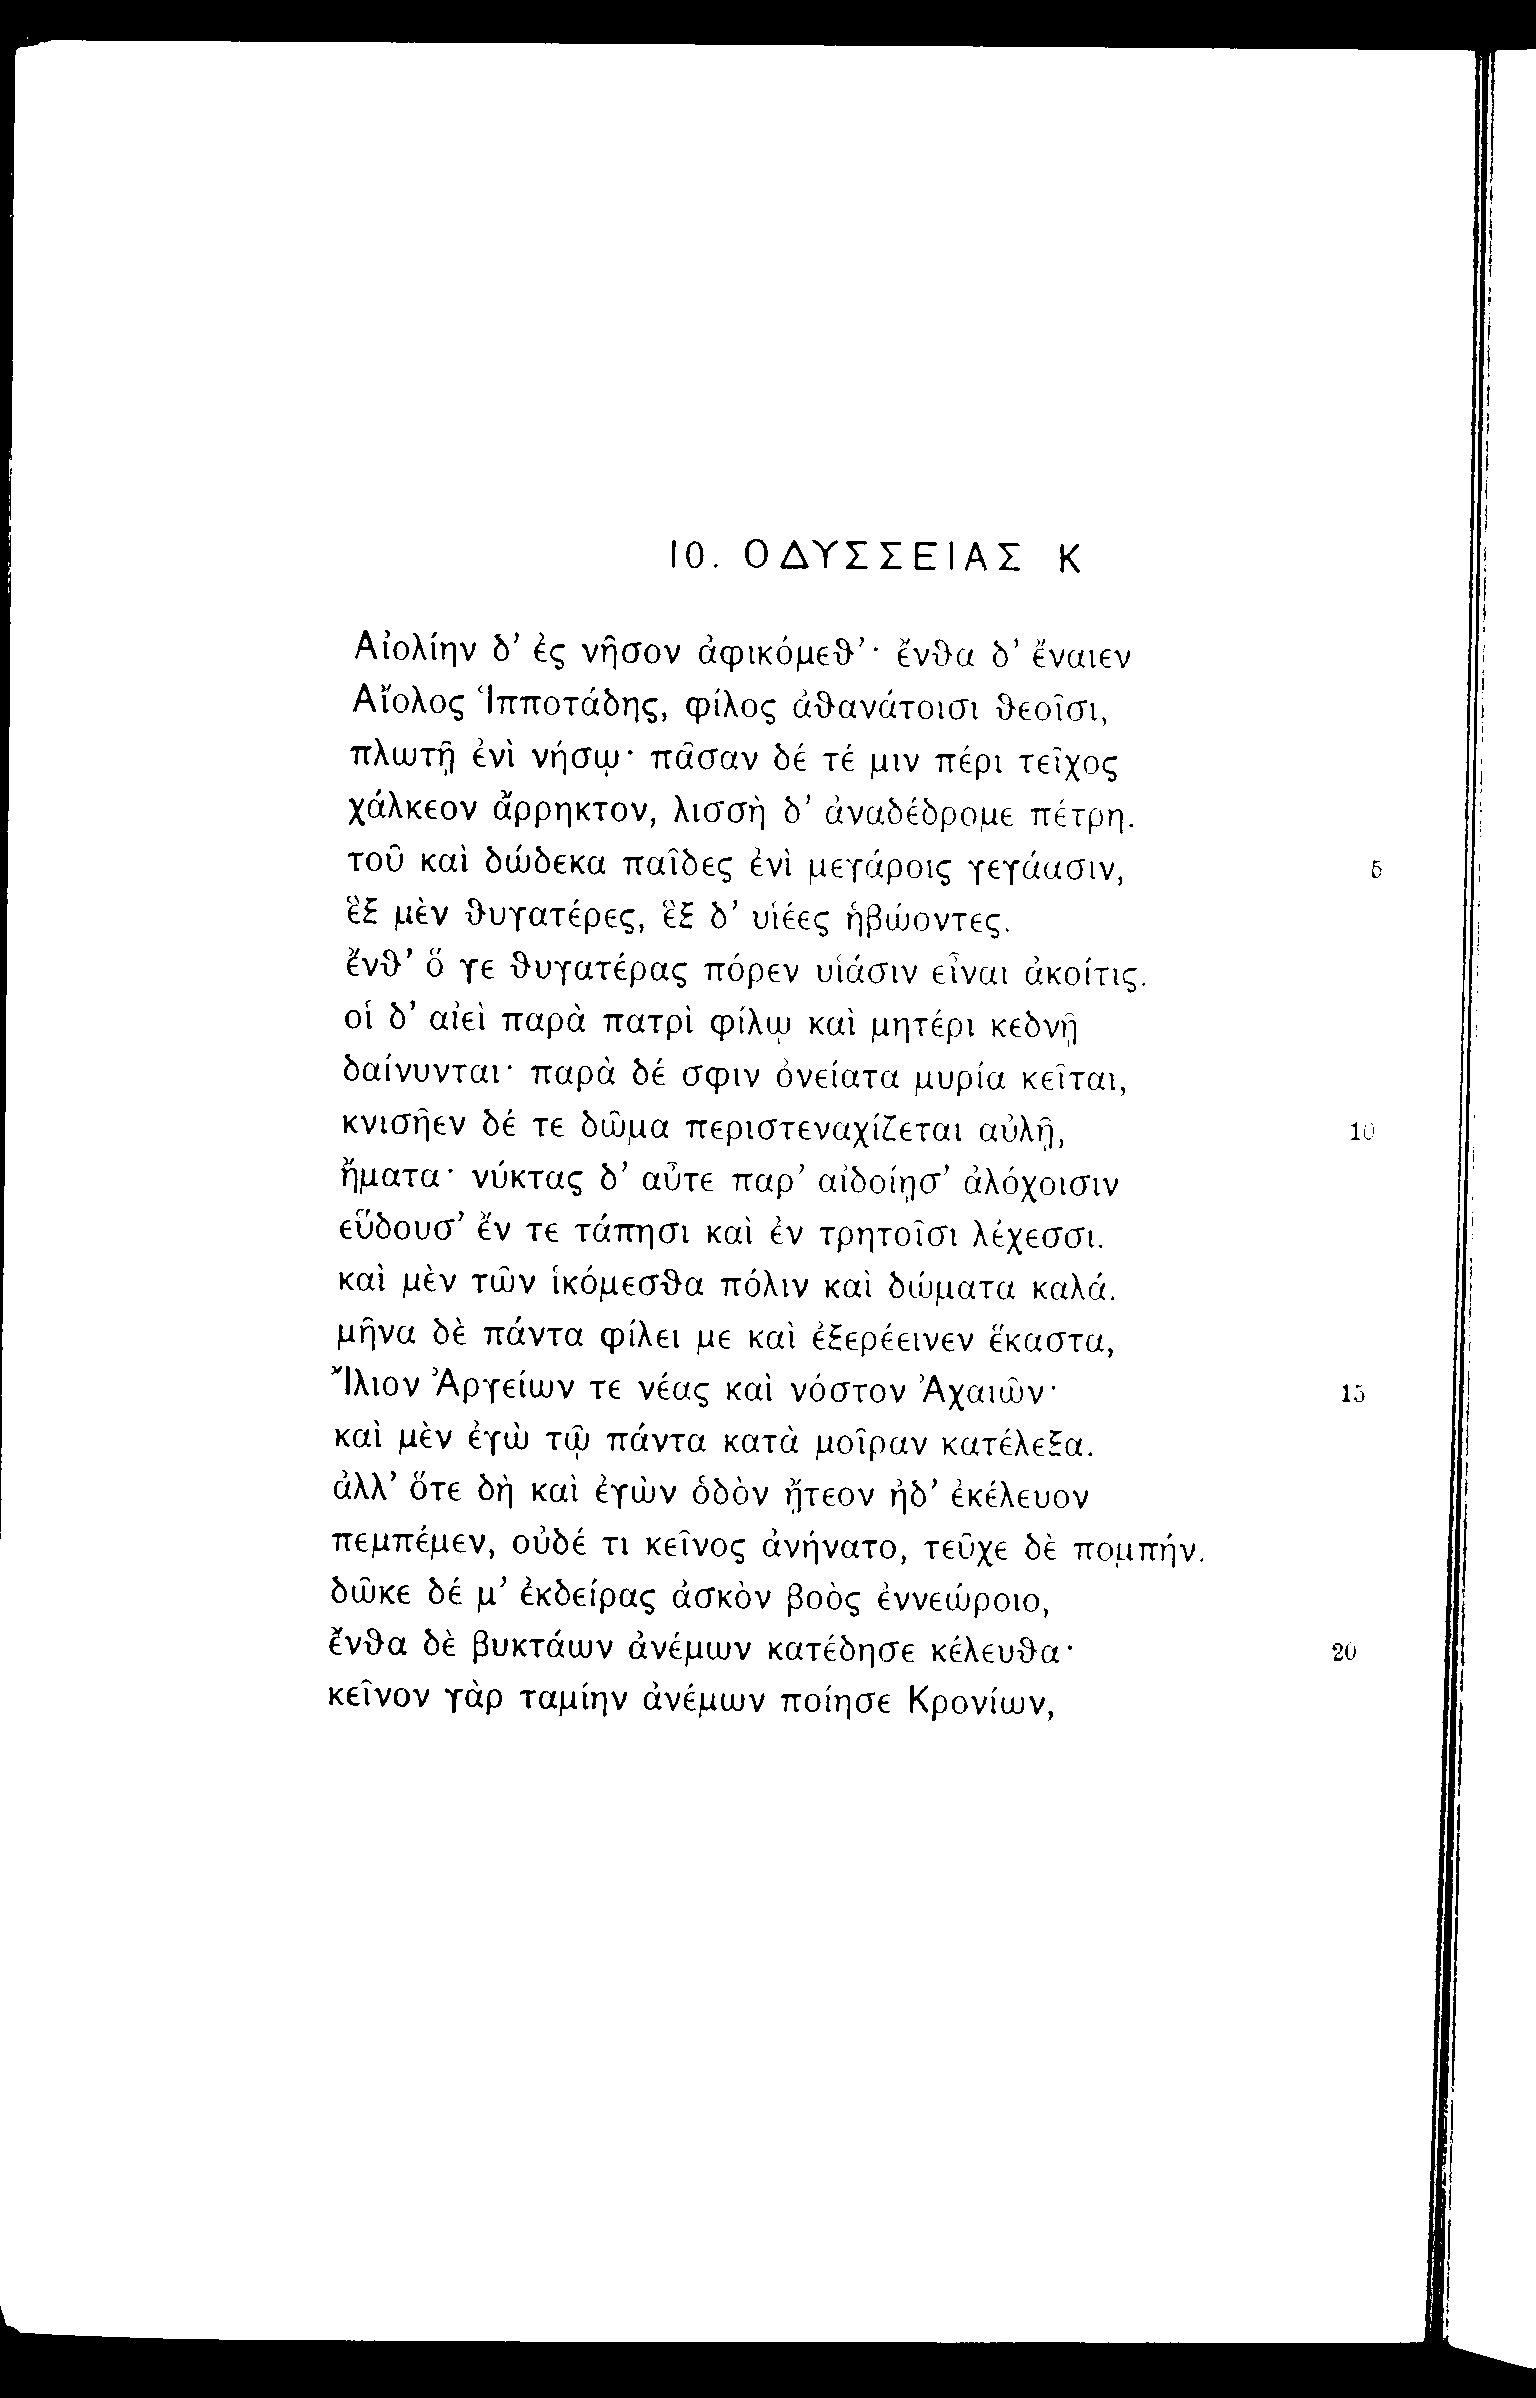 10. ΟΔΥΣΣΕΙΑΣ Κ
Αἰολίην δ’ ἐς νῆσον ἀφικόμεθ’· ἔνθα δ’ ἔναιεν
Αἴολος Ἱπποτάδης, φίλος ἀθανάτοισι θεοῖσι,
πλωτῇ ἐνὶ νήσῳ· πᾶσαν δέ τέ μιν πέρι τεῖχος
χάλκεον ἄρρηκτον, λισσὴ δ’ ἀναδέδρομε πέτρη.
τοῦ καὶ δώδεκα παῖδες ἐνὶ μεγάροις γεγάασιν, 5
ἓξ μὲν θυγατέρες, ἓξ δ’ υἱέες ἡβώοντες.
ἔνθ’ ὅ γε θυγατέρας πόρεν υἱάσιν εἶναι ἀκοίτις.
οἱ δ’ αἰεὶ παρὰ πατρὶ φίλῳ καὶ μητέρι κεδνῇ
δαίνυνται· παρὰ δέ σφιν ὀνείατα μυρία κεῖται,
κνισῆεν δέ τε δῶμα περιστεναχίζεται αὐλῇ, 10
ἤματα· νύκτας δ’ αὖτε παρ’ αἰδοίῃσ’ ἀλόχοισιν
εὕδουσ’ ἔν τε τάπησι καὶ ἐν τρητοῖσι λέχεσσι.
καὶ μὲν τῶν ἱκόμεσθα πόλιν καὶ δώματα καλά.
μῆνα δὲ πάντα φίλει με καὶ ἐξερέεινεν ἕκαστα,
Ἴλιον Ἀργείων τε νέας καὶ νόστον Ἀχαιῶν· 15
καὶ μὲν ἐγὼ τῷ πάντα κατὰ μοῖραν κατέλεξα.
ἀλλ’ ὅτε δὴ καὶ ἐγὼν ὁδὸν ᾔτεον ἠδ’ ἐκέλευον
πεμπέμεν, οὐδέ τι κεῖνος ἀνήνατο, τεῦχε δὲ πομπήν.
δῶκε δέ μ’ ἐκδείρας ἀσκὸν βοὸς ἐννεώροιο,
ἔνθα δὲ βυκτάων ἀνέμων κατέδησε κέλευθα· 20
κεῖνον γὰρ ταμίην ἀνέμων ποίησε Κρονίων,